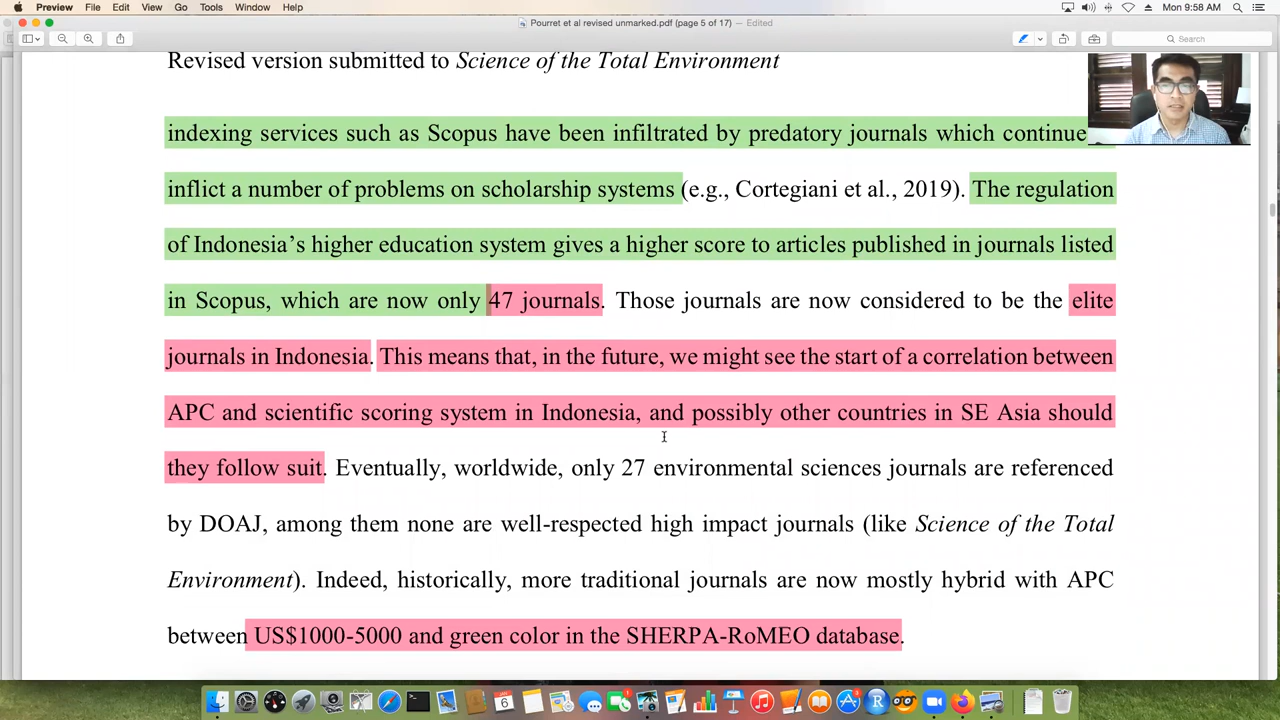 Preview File Edit View Go Tools Window Help Mon 9:58 AM
Pourret et al revised unmarked.pdf (page 5 of 17) — Edited
Search
Revised version submitted to Science of the Total Environment
indexing services such as Scopus have been infiltrated by predatory journals which continue
inflict a number of problems on scholarship systems (e.g., Cortegiani et al., 2019). The regulation
of Indonesia’s higher education system gives a higher score to articles published in journals listed
in Scopus, which are now only 47 journals. Those journals are now considered to be the elite
journals in Indonesia. This means that, in the future, we might see the start of a correlation between
APC and scientific scoring system in Indonesia, and possibly other countries in SE Asia should
they follow suit. Eventually, worldwide, only 27 environmental sciences journals are referenced
by DOAJ, among them none are well-respected high impact journals (like Science of the Total
Environment). Indeed, historically, more traditional journals are now mostly hybrid with APC
between US$1000-5000 and green color in the SHERPA-RoMEO database.
6
R